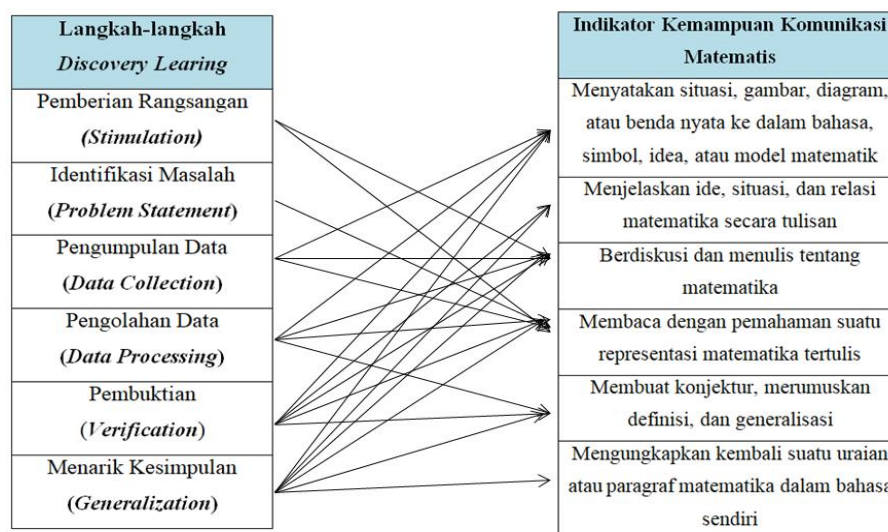 Langkah-langkah
Discovery Learing
Pemberian Rangsangan
(Stimulation)
Identifikasi Masalah
(Problem Statement)
Pengumpulan Data
(Data Collection)
Pengolahan Data
(Data Processing)
Pembuktian
(Verification)
Menarik Kesimpulan
(Generalization)
Indikator Kemampuan Komunikasi
Matematis
Menyatakan situasi, gambar, diagram,
atau benda nyata ke dalam bahasa,
simbol, idea, atau model matematik
Menjelaskan ide, situasi, dan relasi
matematika secara tulisan
Berdiskusi dan menulis tentang
matematika
Membaca dengan pemahaman suatu
representasi matematika tertulis
Membuat konjektur, merumuskan
definisi, dan generalisasi
Mengungkapkan kembali suatu uraian
atau paragraf matematika dalam bahasa
sendiri